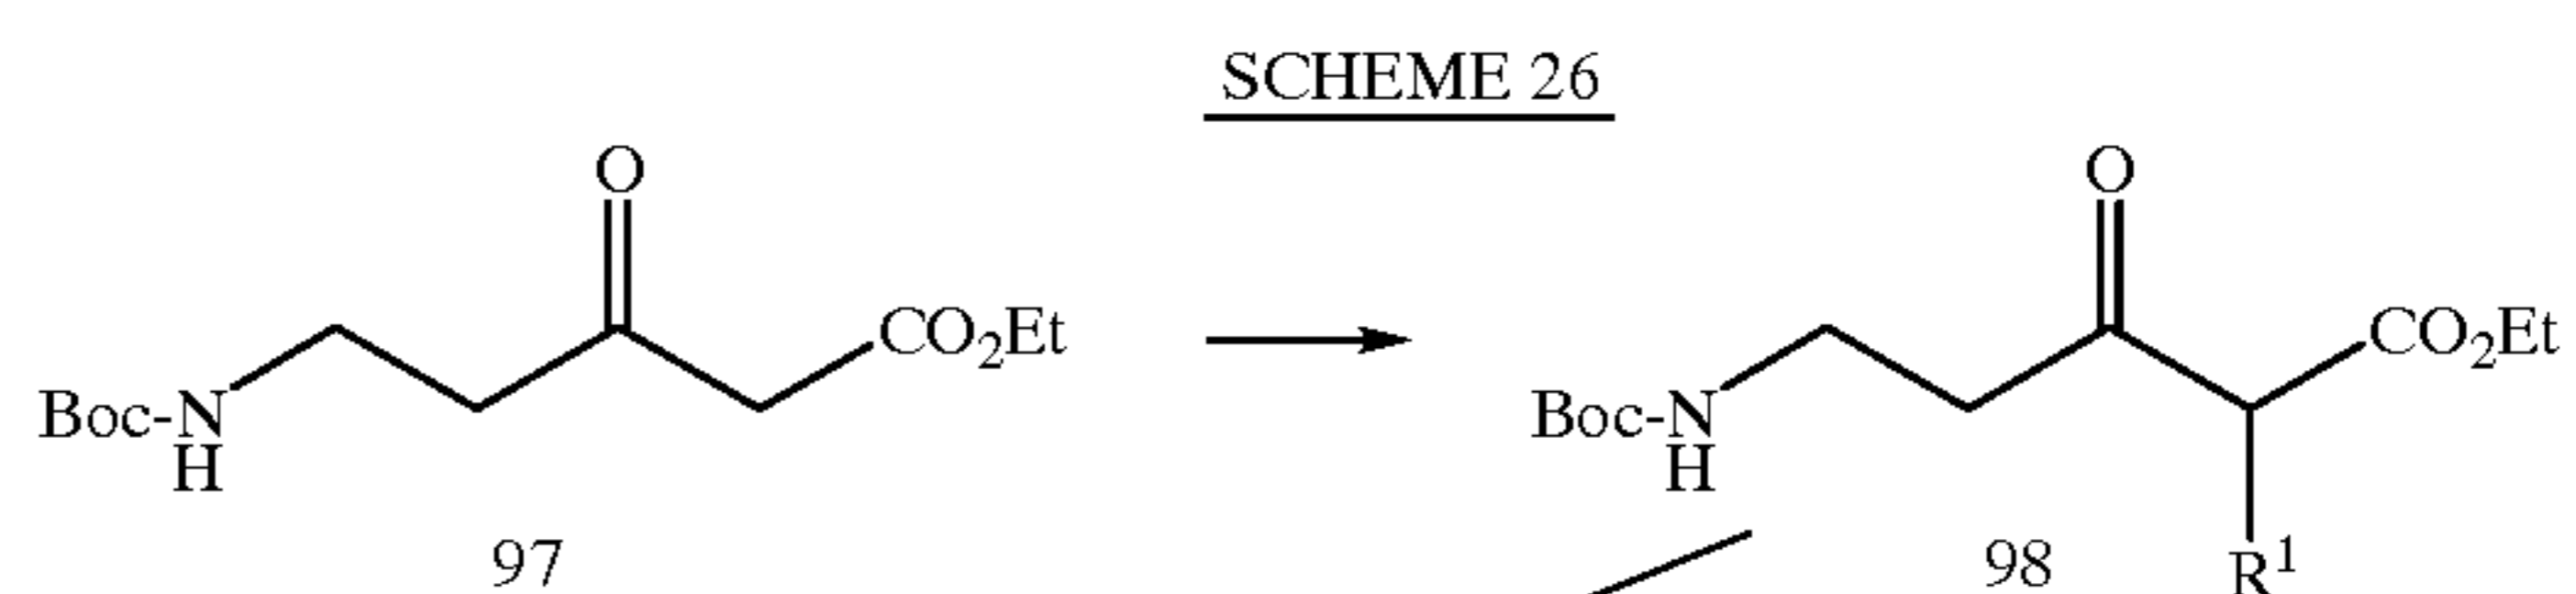 SCHEME 26
O O
Boc-N H CO2Et Boc-N H CO2Et
97 98 R1